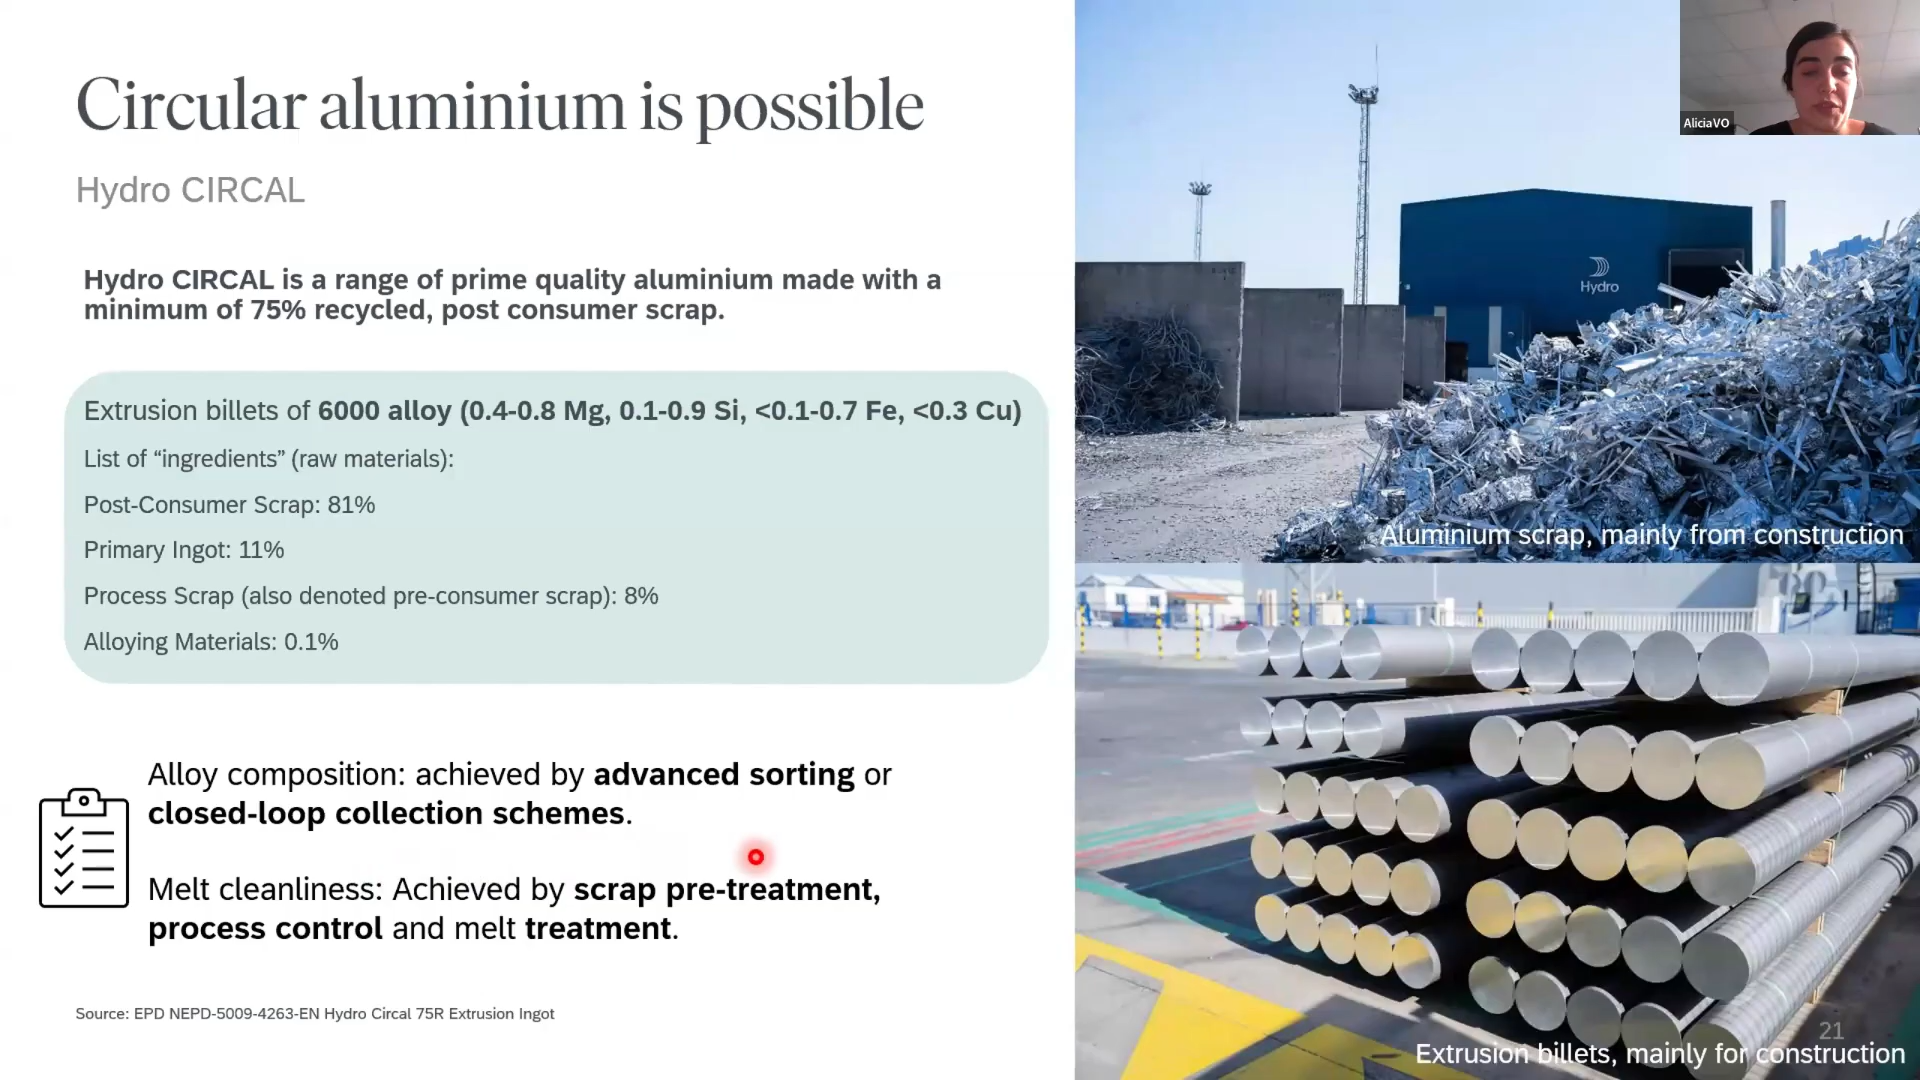 Circular aluminium is possible
Hydro CIRCAL
Hydro CIRCAL is a range of prime quality aluminium made with a
minimum of 75% recycled, post consumer scrap.
Extrusion billets of 6000 alloy (0.4-0.8 Mg, 0.1-0.9 Si, <0.1-0.7 Fe, <0.3 Cu)
List of “ingredients” (raw materials):
Post-Consumer Scrap: 81%
Primary Ingot: 11%
Process Scrap (also denoted pre-consumer scrap): 8%
Alloying Materials: 0.1%
Alloy composition: achieved by advanced sorting or
closed-loop collection schemes.
Melt cleanliness: Achieved by scrap pre-treatment,
process control and melt treatment.
Source: EPD NEPD-5009-4263-EN Hydro Circal 75R Extrusion Ingot
AliciaVO
Hydro
Aluminium scrap, mainly from construction
21
Extrusion billets, mainly for construction